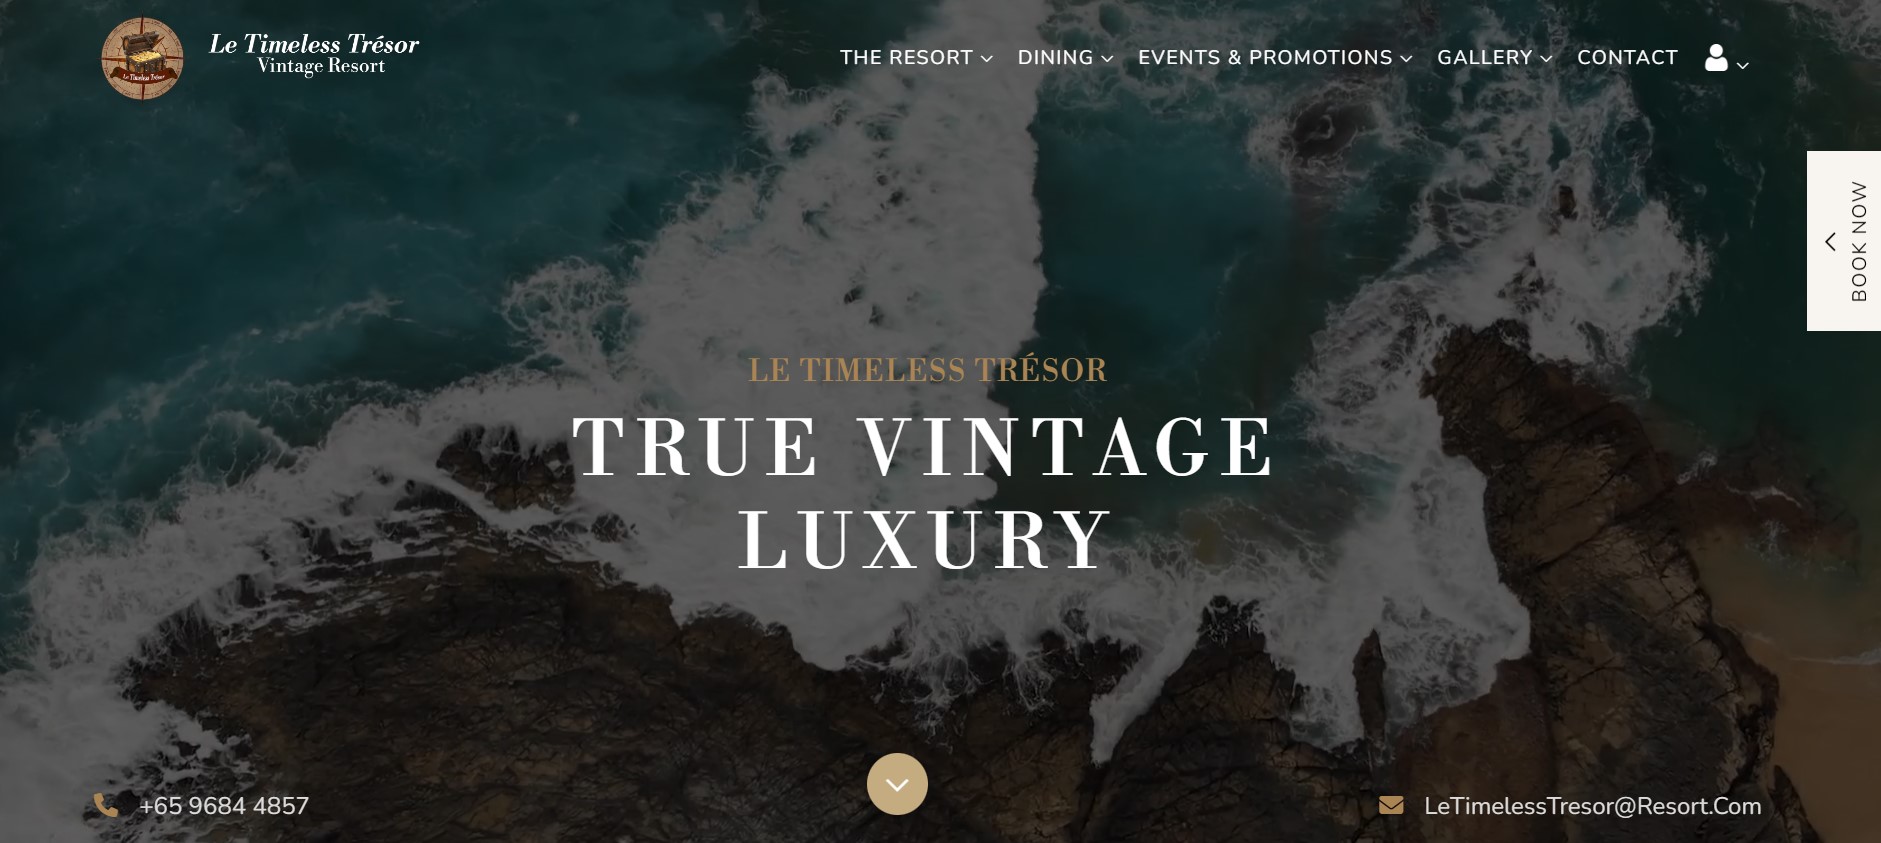 Le Timeless Trésor
Le Timeless Trésor
Vintage Resort
THE RESORT
DINING
EVENTS & PROMOTIONS
GALLERY
CONTACT
BOOK NOW
LE TIMELESS TRÉSOR
TRUE VINTAGE
LUXURY
+65 9684 4857
LeTimelessTresor@Resort.Com